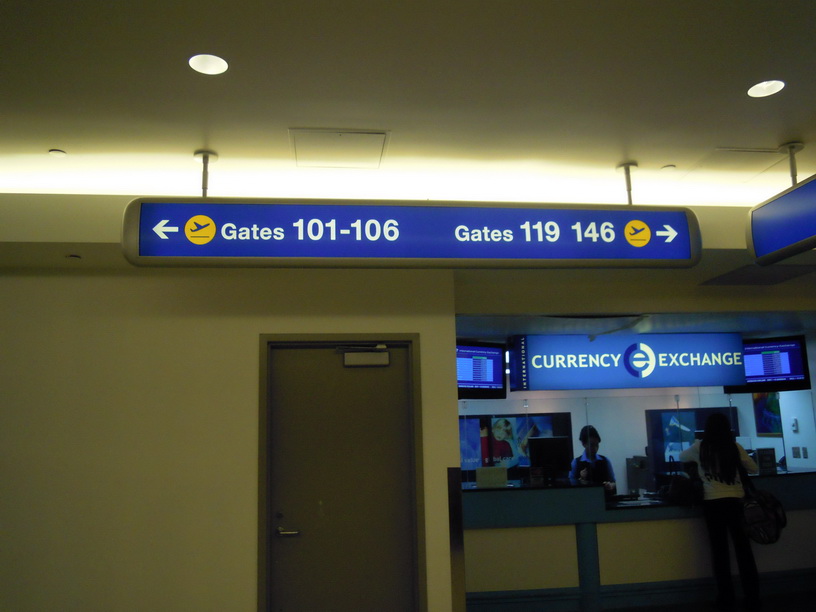 Gates 101-106
Gates 119 146
INTERNATIONAL
CURRENCY EXCHANGE